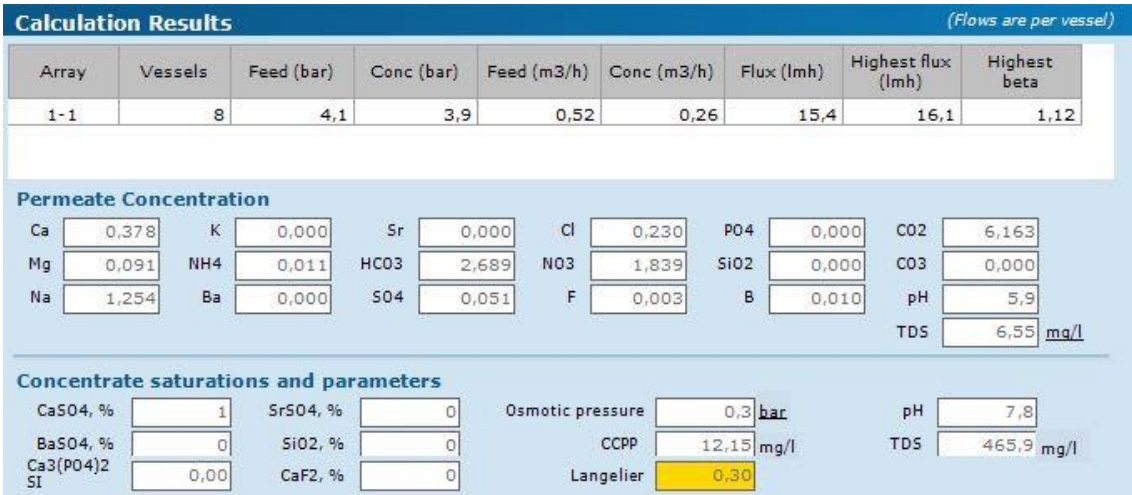 Calculation Results (Flows are per vessel)
Array Vessels Feed (bar) Conc (bar) Feed (m3/h) Conc (m3/h) Flux (lmh) Highest flux (lmh) Highest beta
1-1 8 4,1 3,9 0,52 0,26 15,4 16,1 1,12
Permeate Concentration
Ca 0,378 K 0,000 Sr 0,000 Cl 0,230 PO4 0,000 CO2 6,163
Mg 0,091 NH4 0,011 HCO3 2,689 NO3 1,839 SiO2 0,000 CO3 0,000
Na 1,254 Ba 0,000 SO4 0,051 F 0,003 B 0,010 pH 5,9
TDS 6,55 mg/l
Concentrate saturations and parameters
CaSO4, % 1 SrSO4, % 0 Osmotic pressure 0,3 bar pH 7,8
BaSO4, % 0 SiO2, % 0 CCPP 12,15 mg/l TDS 465,9 mg/l
Ca3(PO4)2 SI 0,00 CaF2, % 0 Langelier 0,30